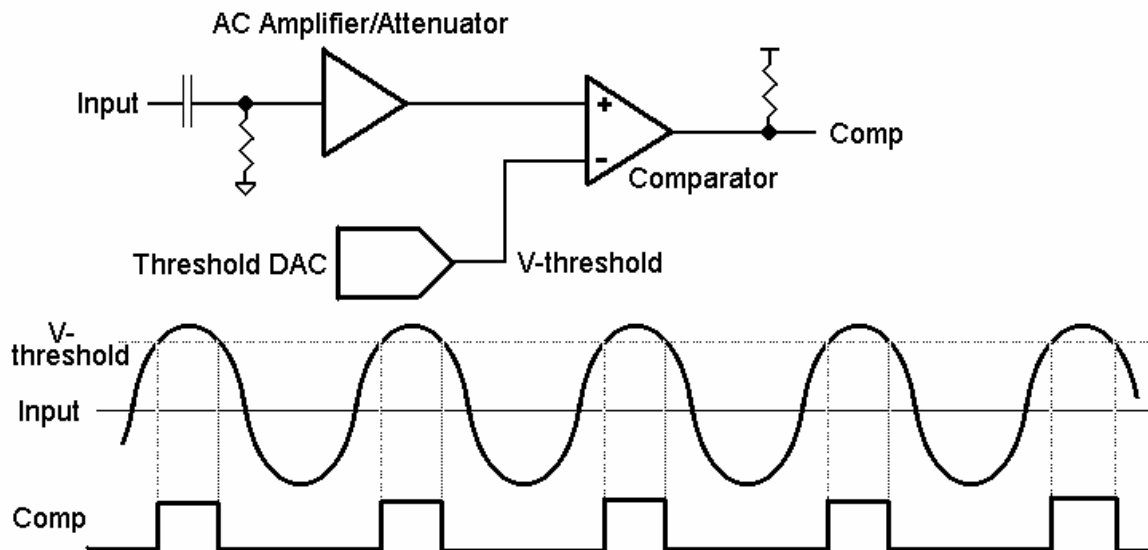 AC Amplifier/Attenuator
Input
+
-
Comp
Comparator
Threshold DAC
V-threshold
V-
threshold
Input
Comp